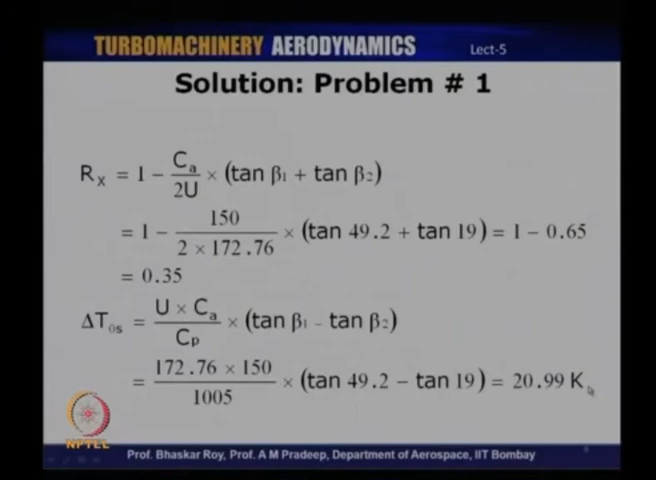 TURBOMACHINERY AERODYNAMICS Lect-5
Solution: Problem # 1
Rₓ = 1 − Cₐ/2U × (tan β₁ + tan β₂)
= 1 − 150/(2 × 172.76) × (tan 49.2 + tan 19) = 1 − 0.65
= 0.35
ΔT₀ₛ = (U × Cₐ)/Cₚ × (tan β₁ − tan β₂)
= (172.76 × 150)/1005 × (tan 49.2 − tan 19) = 20.99 K
NPTEL
Prof. Bhaskar Roy, Prof. A M Pradeep, Department of Aerospace, IIT Bombay